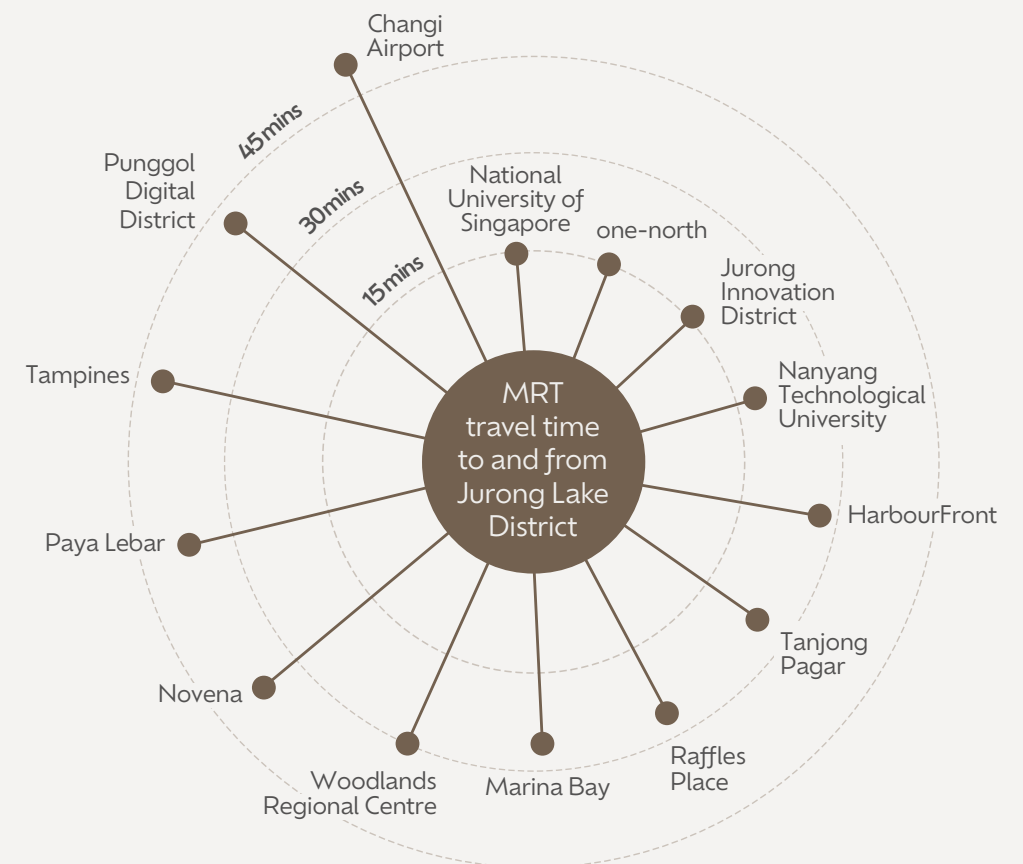 Changi
Airport
45mins
30mins
15mins
Punggol
Digital
District
National
University of
Singapore
one-north
Jurong
Innovation
District
Nanyang
Technological
University
Tampines
MRT
travel time
to and from
Jurong Lake
District
HarbourFront
Paya Lebar
Tanjong
Pagar
Novena
Raffles
Place
Marina Bay
Woodlands
Regional Centre